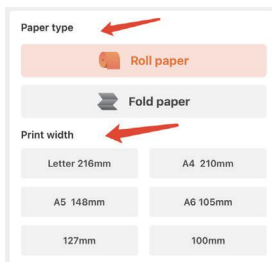 Paper type
Roll paper
Fold paper
Print width
Letter 216mm
A4 210mm
A5 148mm
A6 105mm
127mm
100mm